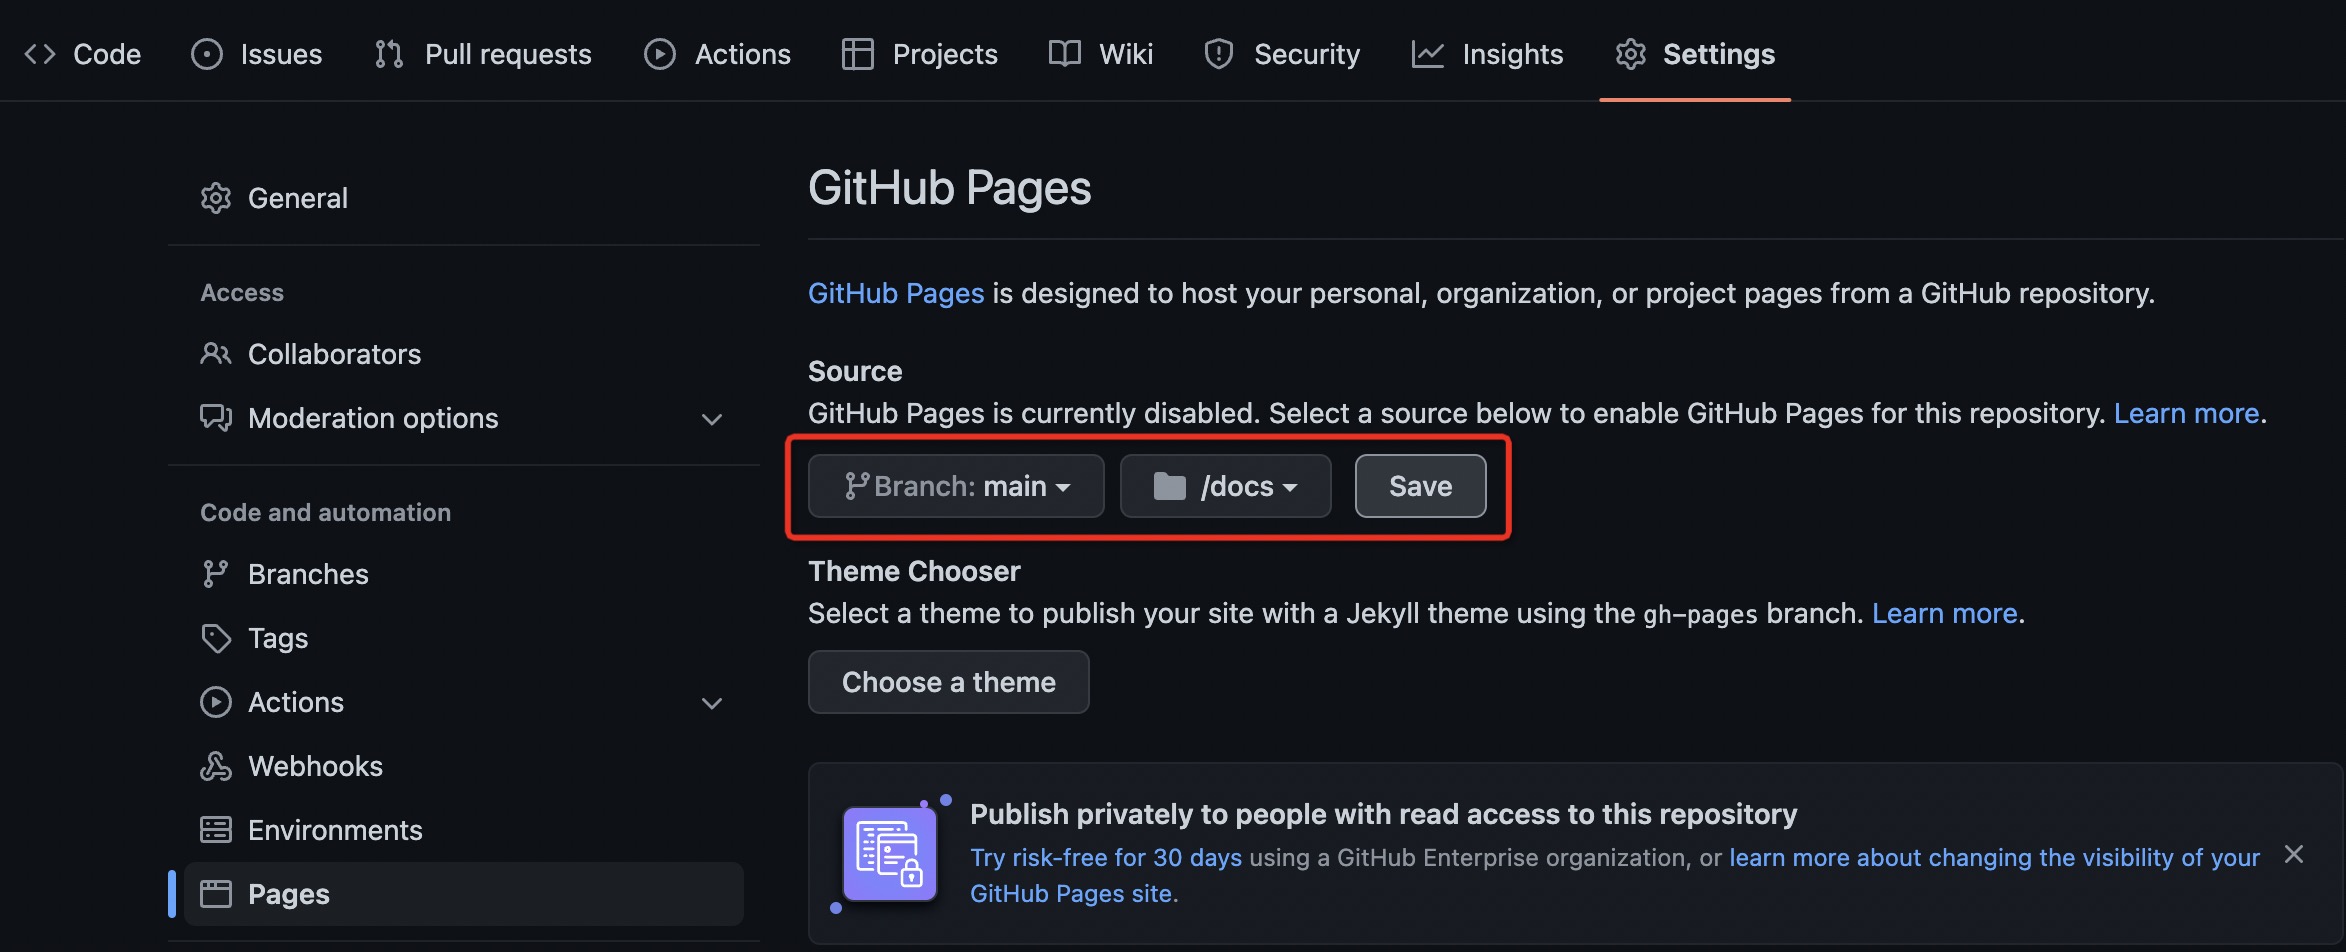 Code Issues Pull requests Actions Projects Wiki Security Insights Settings
General
Access
Collaborators
Moderation options
Code and automation
Branches
Tags
Actions
Webhooks
Environments
Pages
GitHub Pages
GitHub Pages is designed to host your personal, organization, or project pages from a GitHub repository.
Source
GitHub Pages is currently disabled. Select a source below to enable GitHub Pages for this repository. Learn more.
Branch: main /docs Save
Theme Chooser
Select a theme to publish your site with a Jekyll theme using the gh-pages branch. Learn more.
Choose a theme
Publish privately to people with read access to this repository
Try risk-free for 30 days using a GitHub Enterprise organization, or learn more about changing the visibility of your
GitHub Pages site.